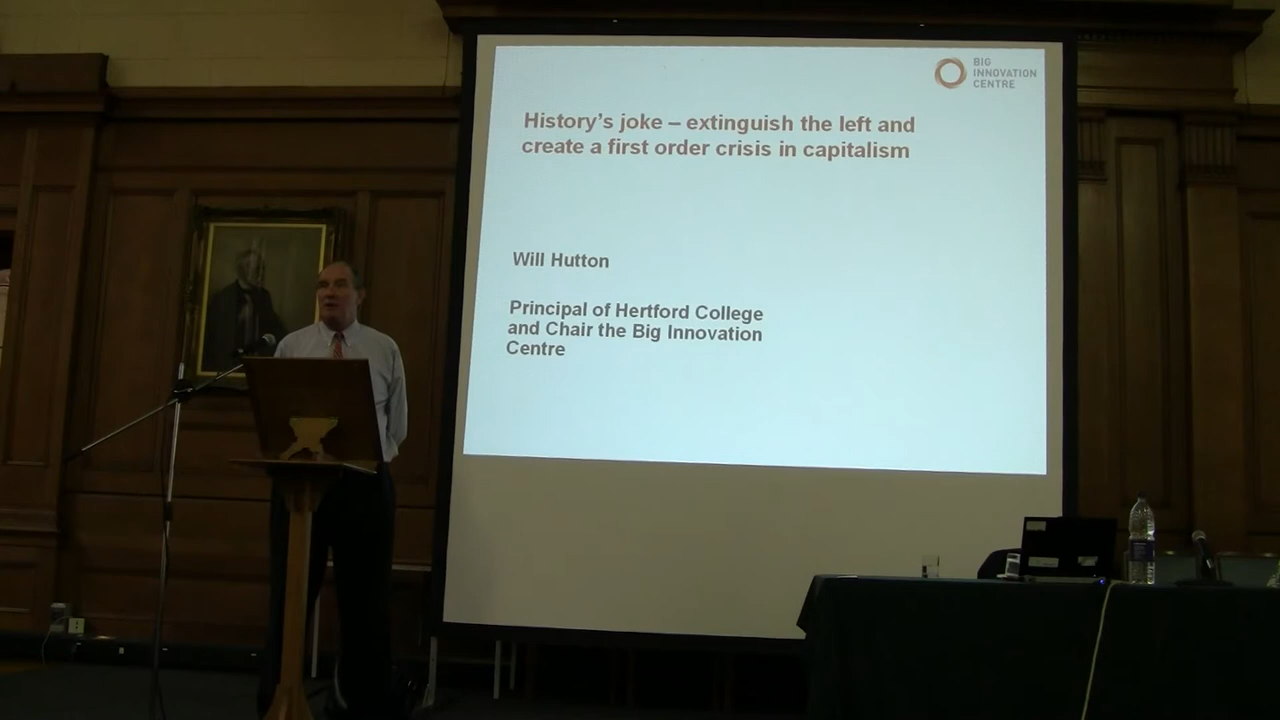 BIG
INNOVATION
CENTRE
History's joke – extinguish the left and
create a first order crisis in capitalism
Will Hutton
Principal of Hertford College
and Chair the Big Innovation
Centre